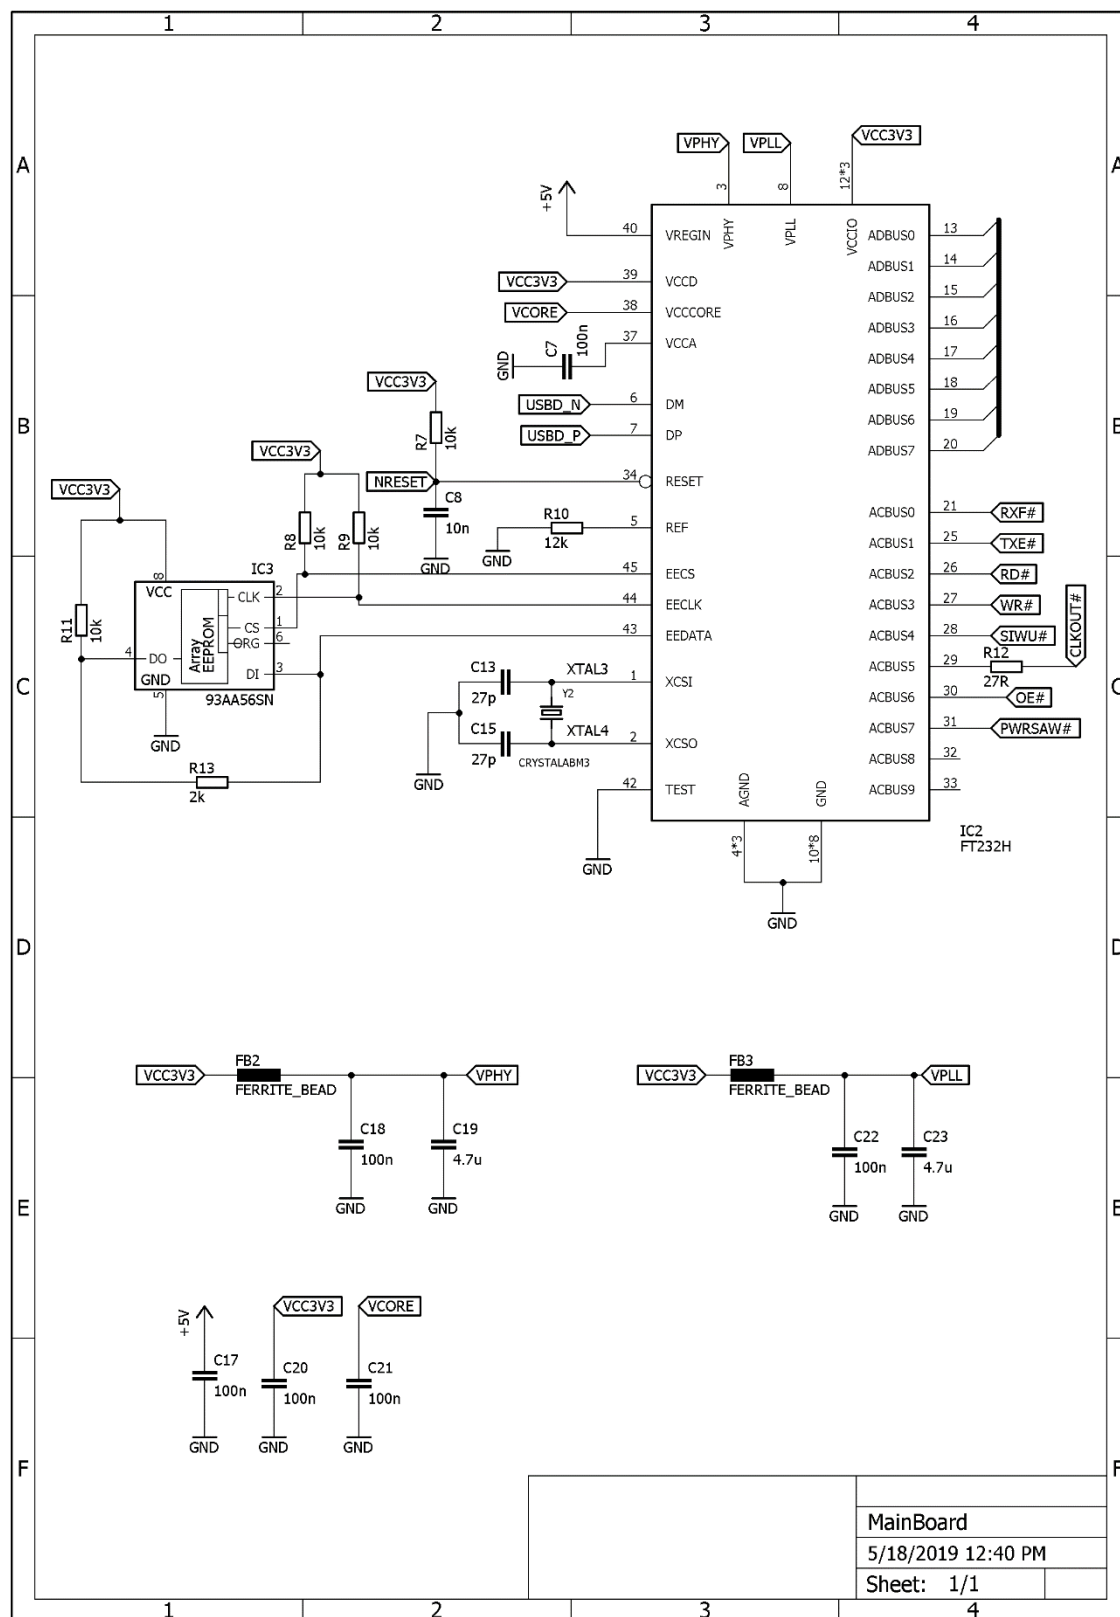 1 2 3 4
A A
VPHY VPLL VCC3V3
3 8 12*3
+5V
40 VREGIN VPHY VPLL VCCIO ADBUS0 13
ADBUS1 14
VCC3V3 39 VCCD
ADBUS2 15
VCORE 38 VCCCORE
ADBUS3 16
37 VCCA
GND C7 100n
ADBUS4 17
VCC3V3
ADBUS5 18
USBD_N 6 DM
ADBUS6 19
B B
R7 10k
USBD_P 7 DP
ADBUS7 20
VCC3V3
NRESET 34 RESET
VCC3V3
C8
10n
ACBUS0 21 RXF#
R10
12k
5 REF
R8 10k R9 10k
GND GND
ACBUS1 25 TXE#
IC3
45 EECS
ACBUS2 26 RD#
8 VCC
CLK 2
44 EECLK
ACBUS3 27 WR#
CS 1
R11 10k
Array
EEPROM
ORG 6
43 EEDATA
ACBUS4 28 SIWU#
CLKOUT#
4 DO
DI 3
GND 5
93AA56SN
R12
27R
ACBUS5 29
C13
27p
XTAL3
1 XCSI
C C
Y2
ACBUS6 30 OE#
C15
27p
XTAL4
2 XCSO
ACBUS7 31 PWRSAW#
GND
CRYSTALABM3
ACBUS8 32
R13
2k
GND
42 TEST
AGND GND
ACBUS9 33
4*3 10*8
IC2
FT232H
GND
GND
D D
FB2
VCC3V3 VPHY
FERRITE_BEAD
FB3
VCC3V3 VPLL
FERRITE_BEAD
C18
100n
C19
4.7u
C22
100n
C23
4.7u
GND GND GND GND
E E
+5V VCC3V3 VCORE
C17
100n
C20
100n
C21
100n
GND GND GND
F F
MainBoard
5/18/2019 12:40 PM
Sheet: 1/1
1 2 3 4